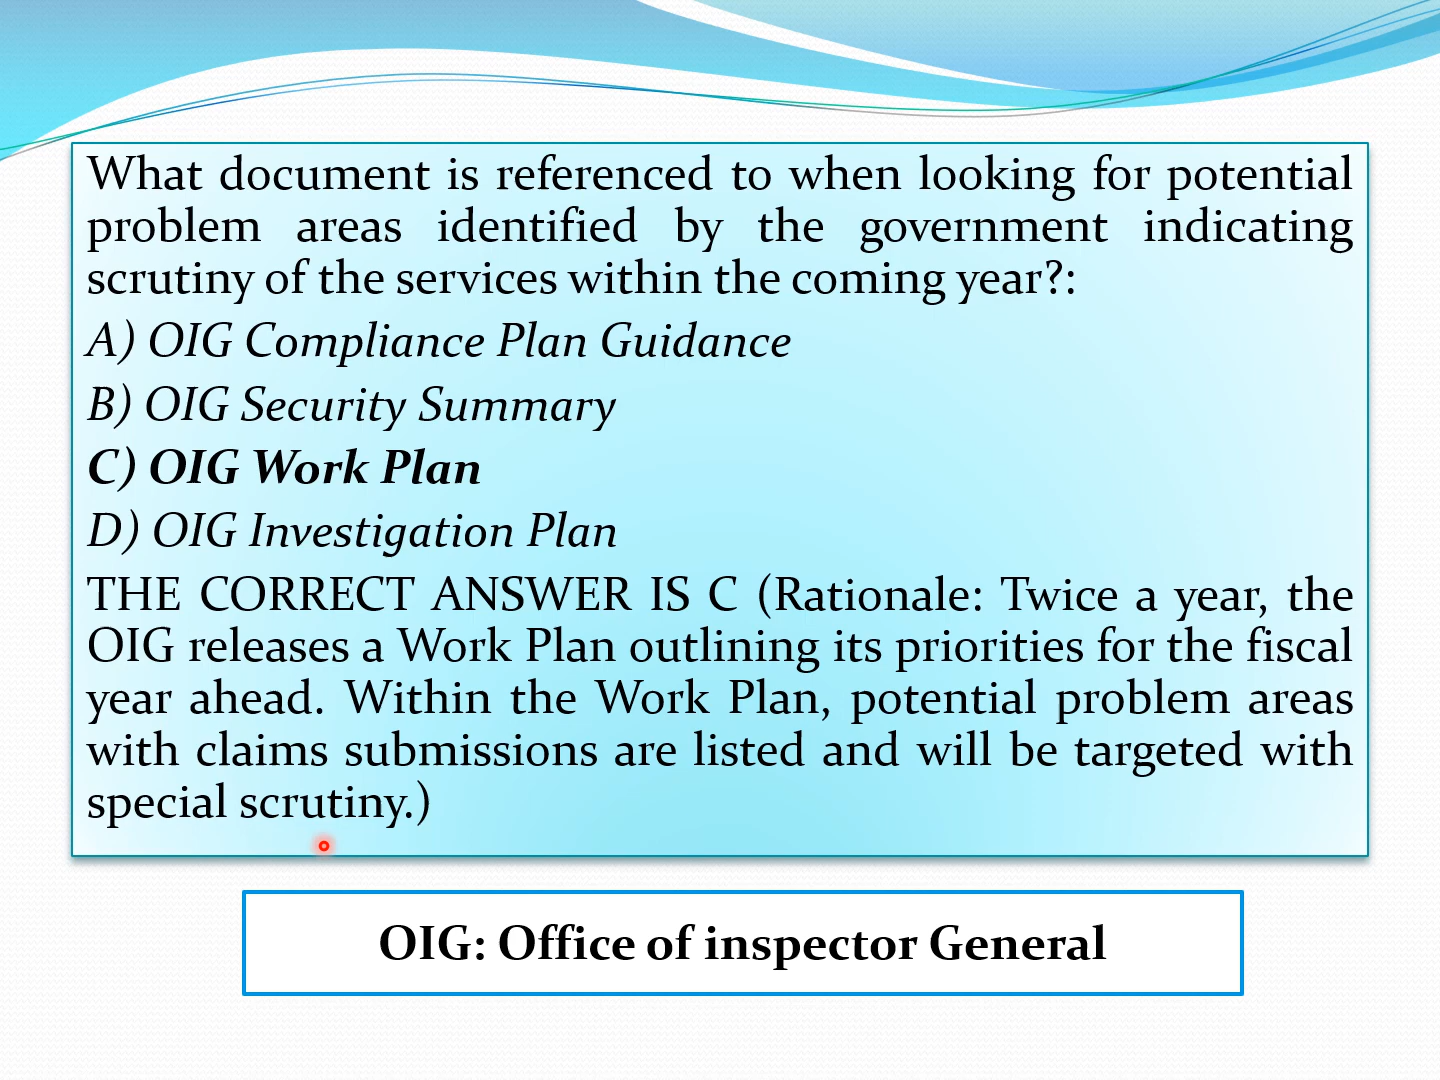 What document is referenced to when looking for potential
problem areas identified by the government indicating
scrutiny of the services within the coming year?:
A) OIG Compliance Plan Guidance
B) OIG Security Summary
C) OIG Work Plan
D) OIG Investigation Plan
THE CORRECT ANSWER IS C (Rationale: Twice a year, the
OIG releases a Work Plan outlining its priorities for the fiscal
year ahead. Within the Work Plan, potential problem areas
with claims submissions are listed and will be targeted with
special scrutiny.)
OIG: Office of inspector General